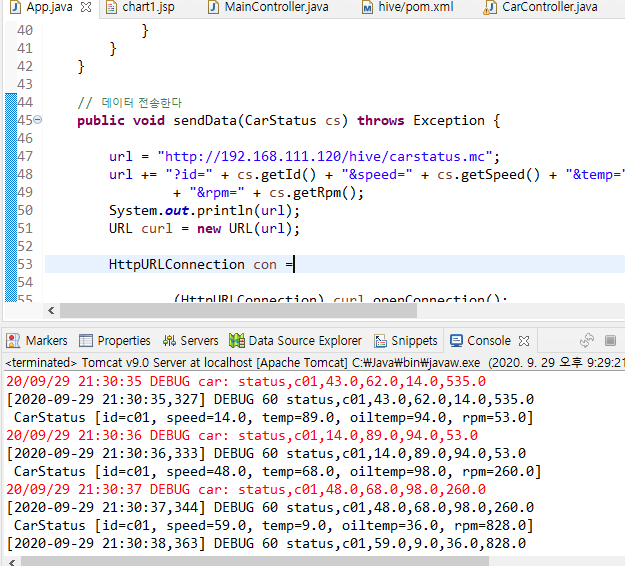 App.java chart1.jsp MainController.java hive/pom.xml CarController.java
40 }
41 }
42 }
43
44 // 데이터 전송한다
45 public void sendData(CarStatus cs) throws Exception {
46
47 url = "http://192.168.111.120/hive/carstatus.mc";
48 url += "?id=" + cs.getId() + "&speed=" + cs.getSpeed() + "&temp="
49 + "&rpm=" + cs.getRpm();
50 System.out.println(url);
51 URL curl = new URL(url);
52
53 HttpURLConnection con =
54
55 (HttpURLConnection) curl.openConnection();
Markers Properties Servers Data Source Explorer Snippets Console
<terminated> Tomcat v9.0 Server at localhost [Apache Tomcat] C:₩Java₩bin₩javaw.exe (2020. 9. 29 오후 9:29:21
20/09/29 21:30:35 DEBUG car: status,c01,43.0,62.0,14.0,535.0
[2020-09-29 21:30:35,327] DEBUG 60 status,c01,43.0,62.0,14.0,535.0
CarStatus [id=c01, speed=14.0, temp=89.0, oiltemp=94.0, rpm=53.0]
20/09/29 21:30:36 DEBUG car: status,c01,14.0,89.0,94.0,53.0
[2020-09-29 21:30:36,333] DEBUG 60 status,c01,14.0,89.0,94.0,53.0
CarStatus [id=c01, speed=48.0, temp=68.0, oiltemp=98.0, rpm=260.0]
20/09/29 21:30:37 DEBUG car: status,c01,48.0,68.0,98.0,260.0
[2020-09-29 21:30:37,344] DEBUG 60 status,c01,48.0,68.0,98.0,260.0
CarStatus [id=c01, speed=59.0, temp=9.0, oiltemp=36.0, rpm=828.0]
[2020-09-29 21:30:38,363] DEBUG 60 status,c01,59.0,9.0,36.0,828.0